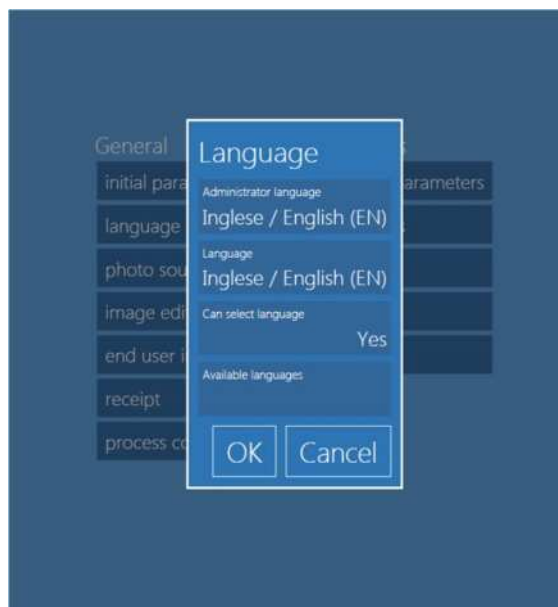 General
Language
initial para
Administrator language
Inglese / English (EN)
arameters
language
Language
Inglese / English (EN)
photo sou
image edi
Can select language
Yes
end user i
Available languages
receipt
process co
OK
Cancel